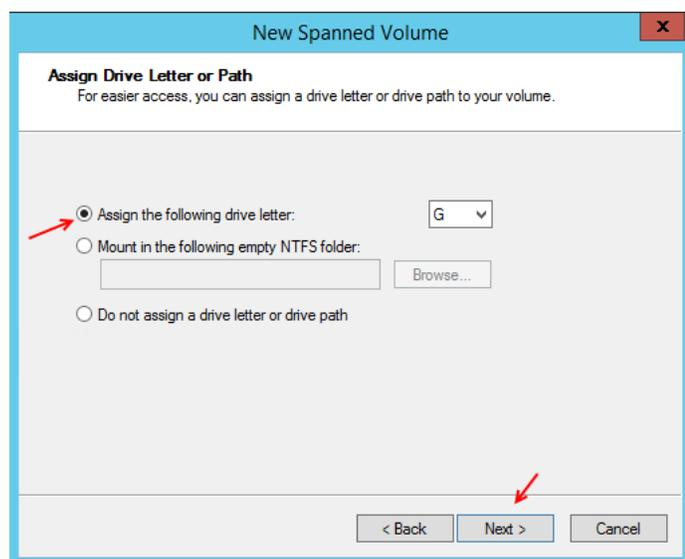 New Spanned Volume
x
Assign Drive Letter or Path
For easier access, you can assign a drive letter or drive path to your volume.
Assign the following drive letter: G
Mount in the following empty NTFS folder:
Browse...
Do not assign a drive letter or drive path
< Back Next > Cancel